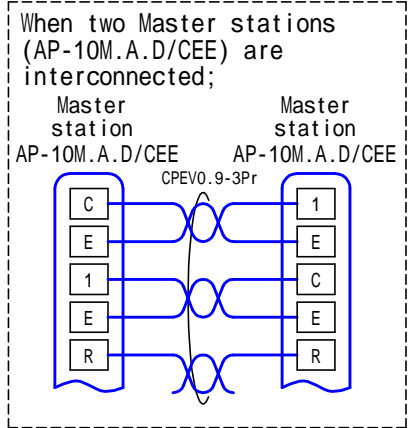 When two Master stations
(AP-10M.A.D/CEE) are
interconnected;
Master station AP-10M.A.D/CEE
Master station AP-10M.A.D/CEE
CPEV0.9-3Pr
C 1
E E
1 C
E E
R R